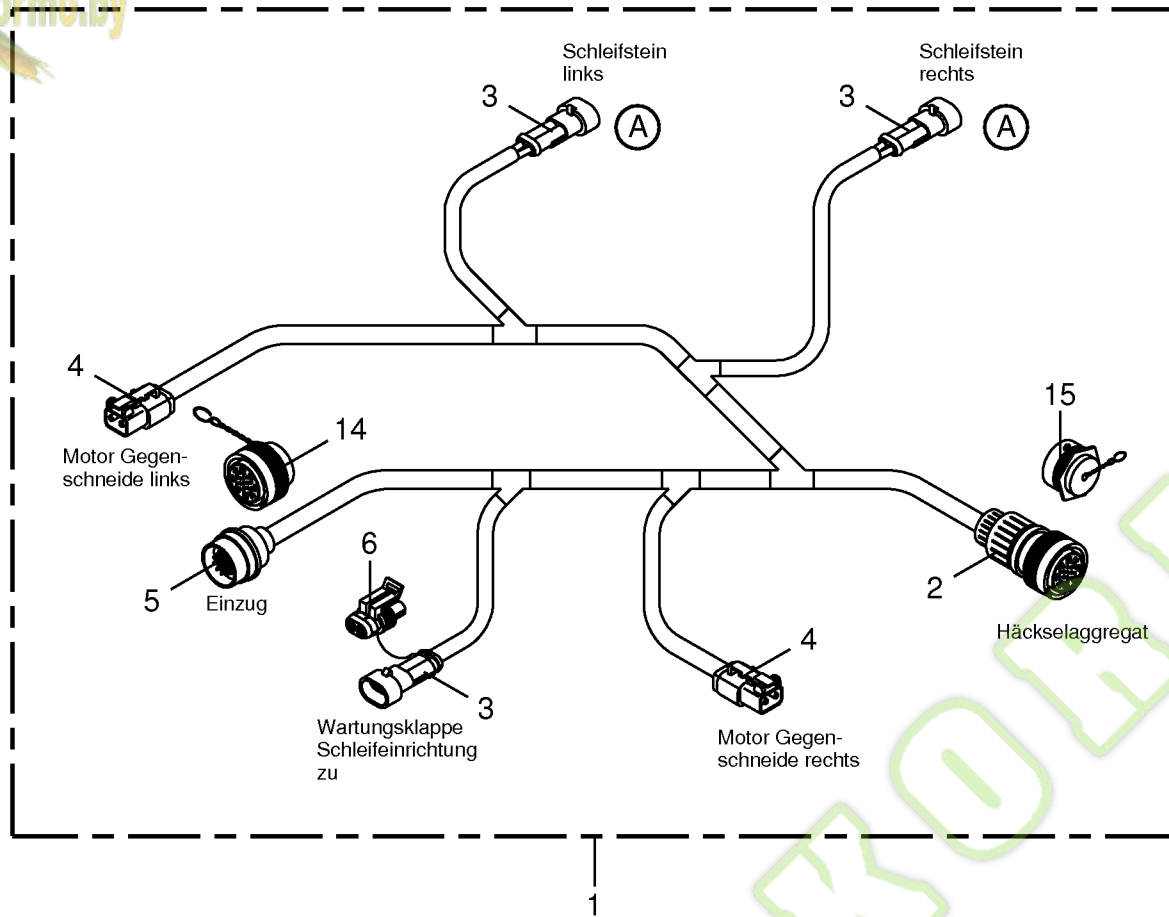 Schleifstein
links
3
A
Schleifstein
rechts
3
A
4
Motor Gegen-
schneide links
14
15
5
Einzug
6
2
Häckselaggregat
3
Wartungsklappe
Schleifeinrichtung
zu
4
Motor Gegen-
schneide rechts
1